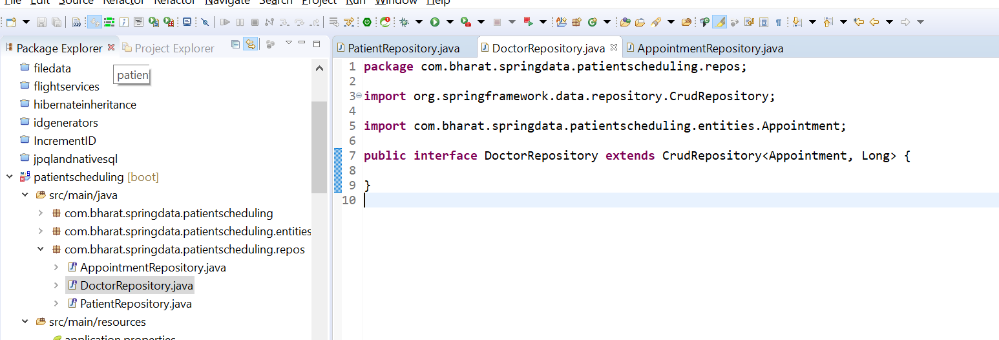 File Edit Source Refactor Refactor Navigate Search Project Run Window Help
Package Explorer Project Explorer
filedata
patien
flightservices
hibernateinheritance
idgenerators
IncrementID
jpqlandnativesql
patientscheduling [boot]
src/main/java
com.bharat.springdata.patientscheduling
com.bharat.springdata.patientscheduling.entities
com.bharat.springdata.patientscheduling.repos
AppointmentRepository.java
DoctorRepository.java
PatientRepository.java
src/main/resources
application.properties
PatientRepository.java DoctorRepository.java AppointmentRepository.java
1 package com.bharat.springdata.patientscheduling.repos;
2
3 import org.springframework.data.repository.CrudRepository;
4
5 import com.bharat.springdata.patientscheduling.entities.Appointment;
6
7 public interface DoctorRepository extends CrudRepository<Appointment, Long> {
8
9 }
10